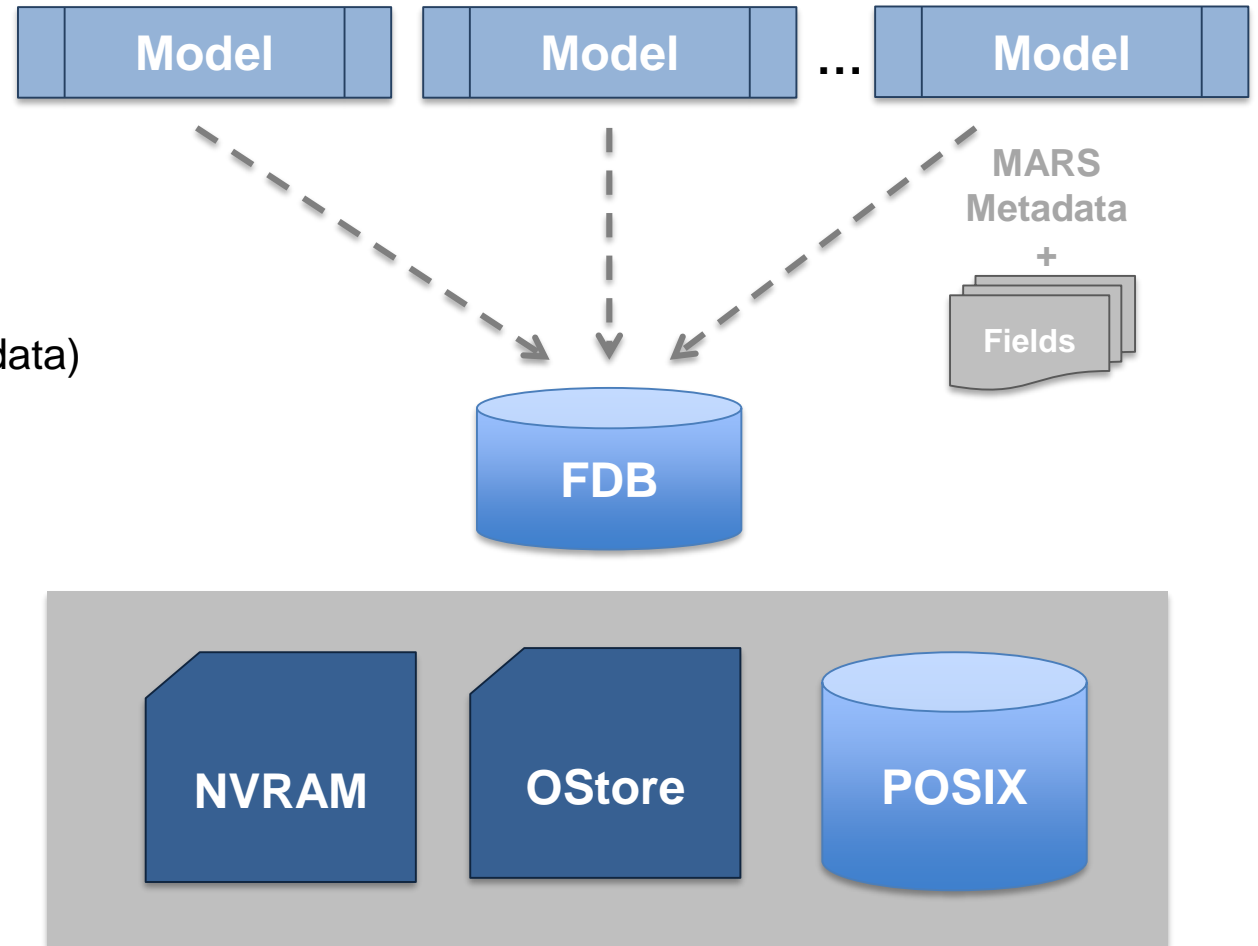 Model
Model
…
Model
MARS
Metadata
+
Fields
data)
FDB
NVRAM
OStore
POSIX